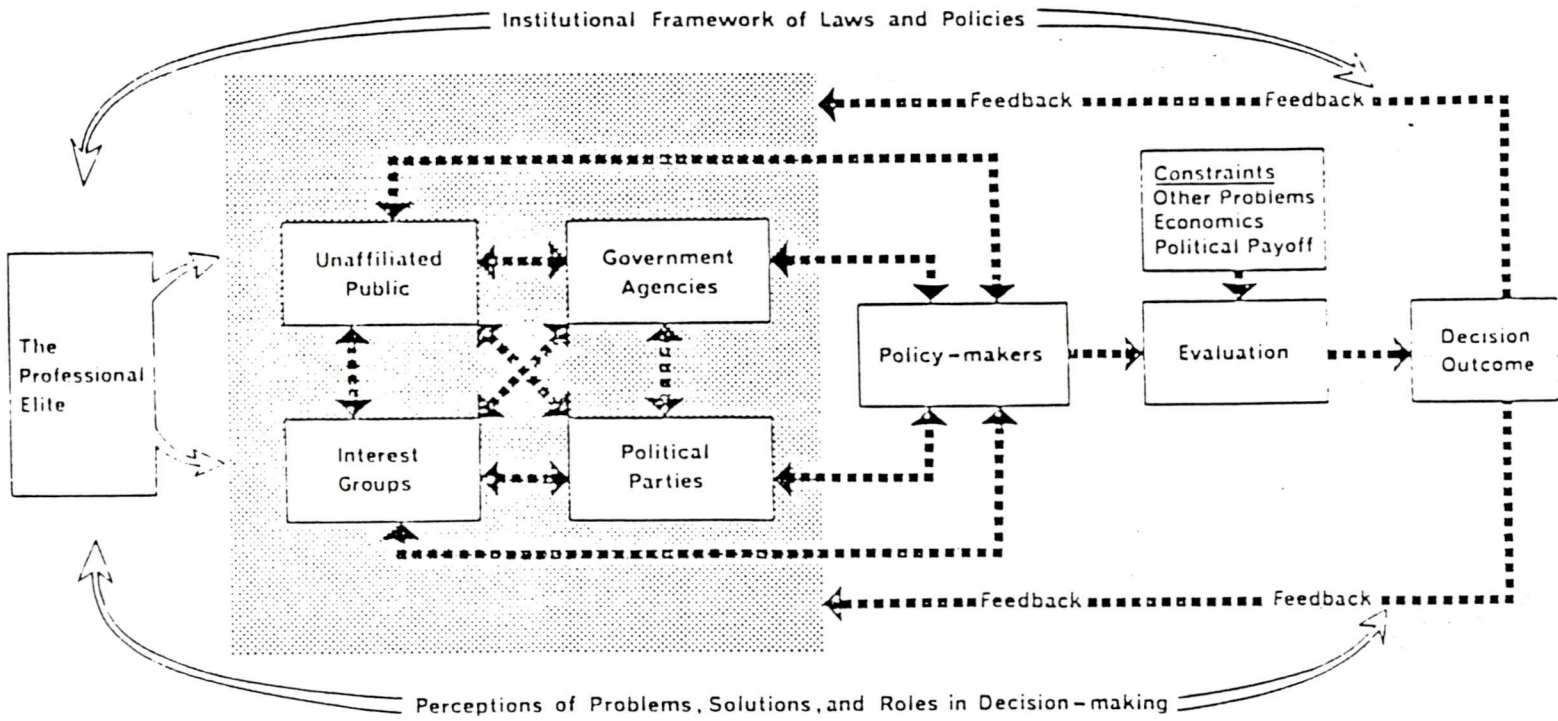 Institutional Framework of Laws and Policies
Feedback
Feedback
Constraints
Other Problems
Economics
Political Payoff
Unaffiliated
Public
Government
Agencies
The
Professional
Elite
Policy-makers
Evaluation
Decision
Outcome
Interest
Groups
Political
Parties
Feedback
Feedback
Perceptions of Problems, Solutions, and Roles in Decision-making